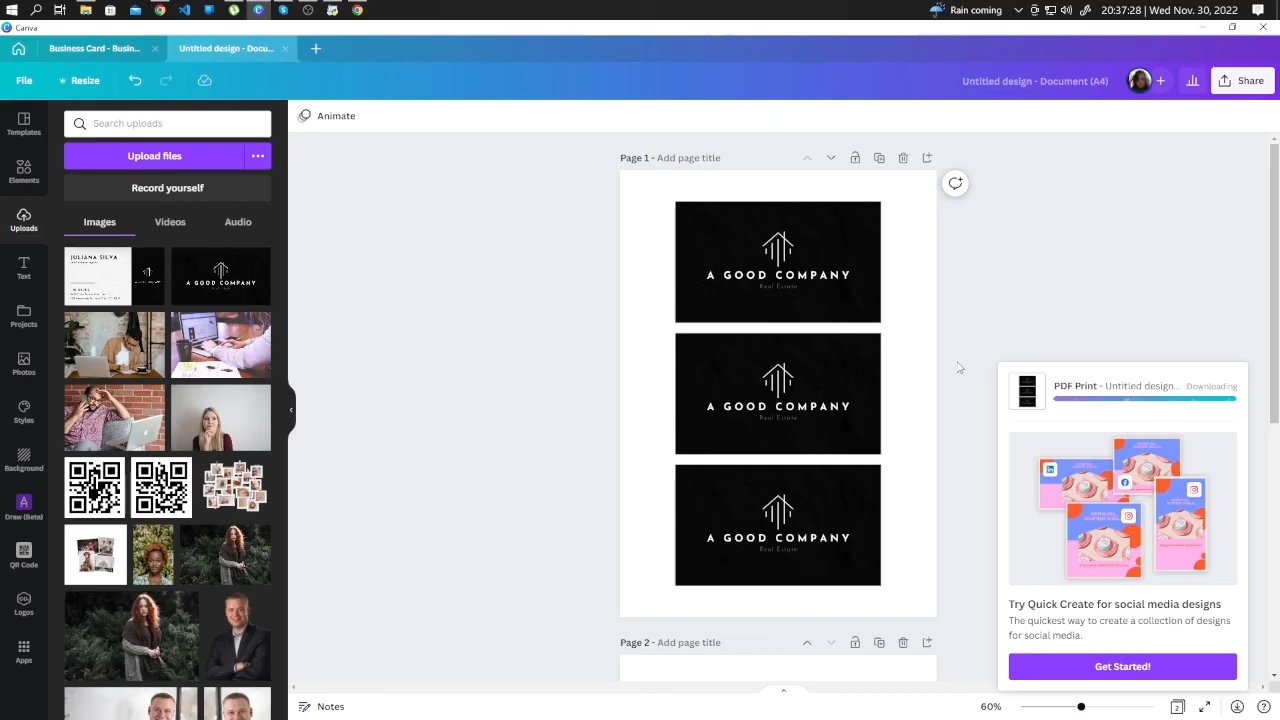 Rain coming
20:37:28 | Wed Nov. 30, 2022
Canva
Business Card - Busin...
Untitled design - Docu...
File
Resize
Untitled design - Document (A4)
Share
Templates
Elements
Uploads
Text
Projects
Photos
Styles
Background
Draw (Beta)
QR Code
Logos
Apps
Search uploads
Upload files
Record yourself
Images
Videos
Audio
JULIANA SILVA
A GOOD COMPANY
Animate
Page 1 - Add page title
A GOOD COMPANY
Real Estate
A GOOD COMPANY
Real Estate
A GOOD COMPANY
Real Estate
Page 2 - Add page title
PDF Print - Untitled design...
Downloading
Try Quick Create for social media designs
The quickest way to create a collection of designs
for social media.
Get Started!
Notes
60%
2